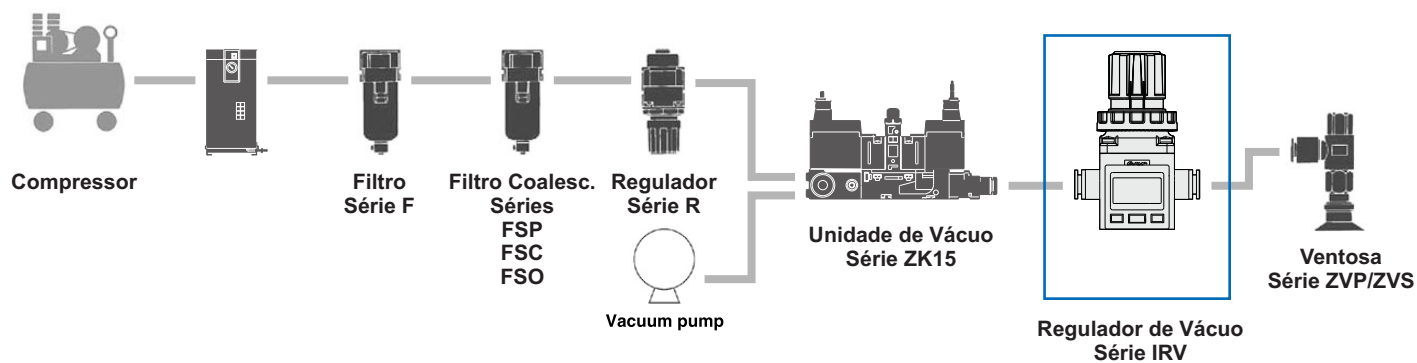 Compressor
Filtro
Série F
Filtro Coalesc.
Séries
FSP
FSC
FSO
Regulador
Série R
Vacuum pump
Unidade de Vácuo
Série ZK15
Regulador de Vácuo
Série IRV
Ventosa
Série ZVP/ZVS